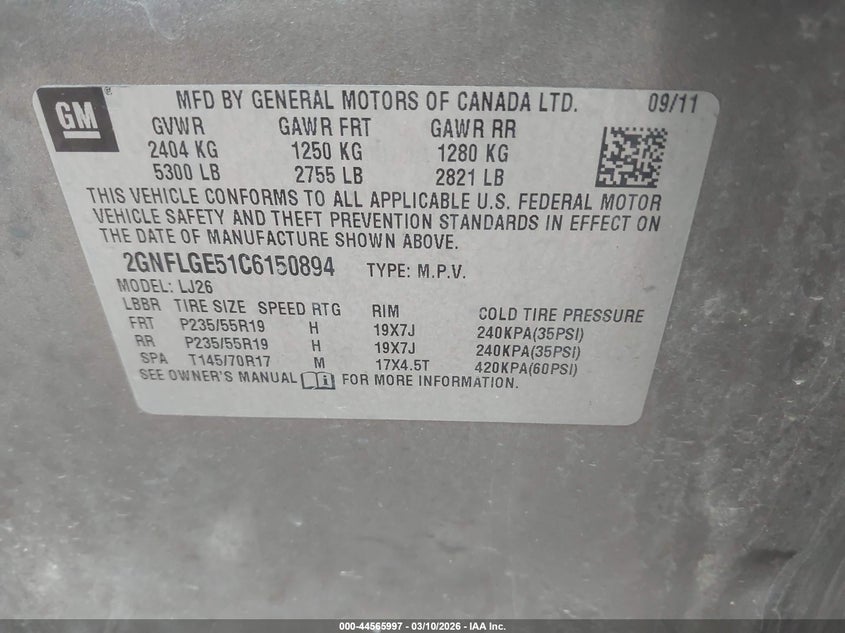 GM
MFD BY GENERAL MOTORS OF CANADA LTD. 09/11
GVWR GAWR FRT GAWR RR
2404 KG 1250 KG 1280 KG
5300 LB 2755 LB 2821 LB
THIS VEHICLE CONFORMS TO ALL APPLICABLE U.S. FEDERAL MOTOR
VEHICLE SAFETY AND THEFT PREVENTION STANDARDS IN EFFECT ON
THE DATE OF MANUFACTURE SHOWN ABOVE.
2GNFLGE51C6150894 TYPE: M.P.V.
MODEL: LJ26
LBBR TIRE SIZE SPEED RTG RIM COLD TIRE PRESSURE
FRT P235/55R19 H 19X7J 240KPA(35PSI)
RR P235/55R19 H 19X7J 240KPA(35PSI)
SPA T145/70R17 M 17X4.5T 420KPA(60PSI)
SEE OWNER'S MANUAL i FOR MORE INFORMATION.
000-44565997 - 03/10/2026 - IAA Inc.